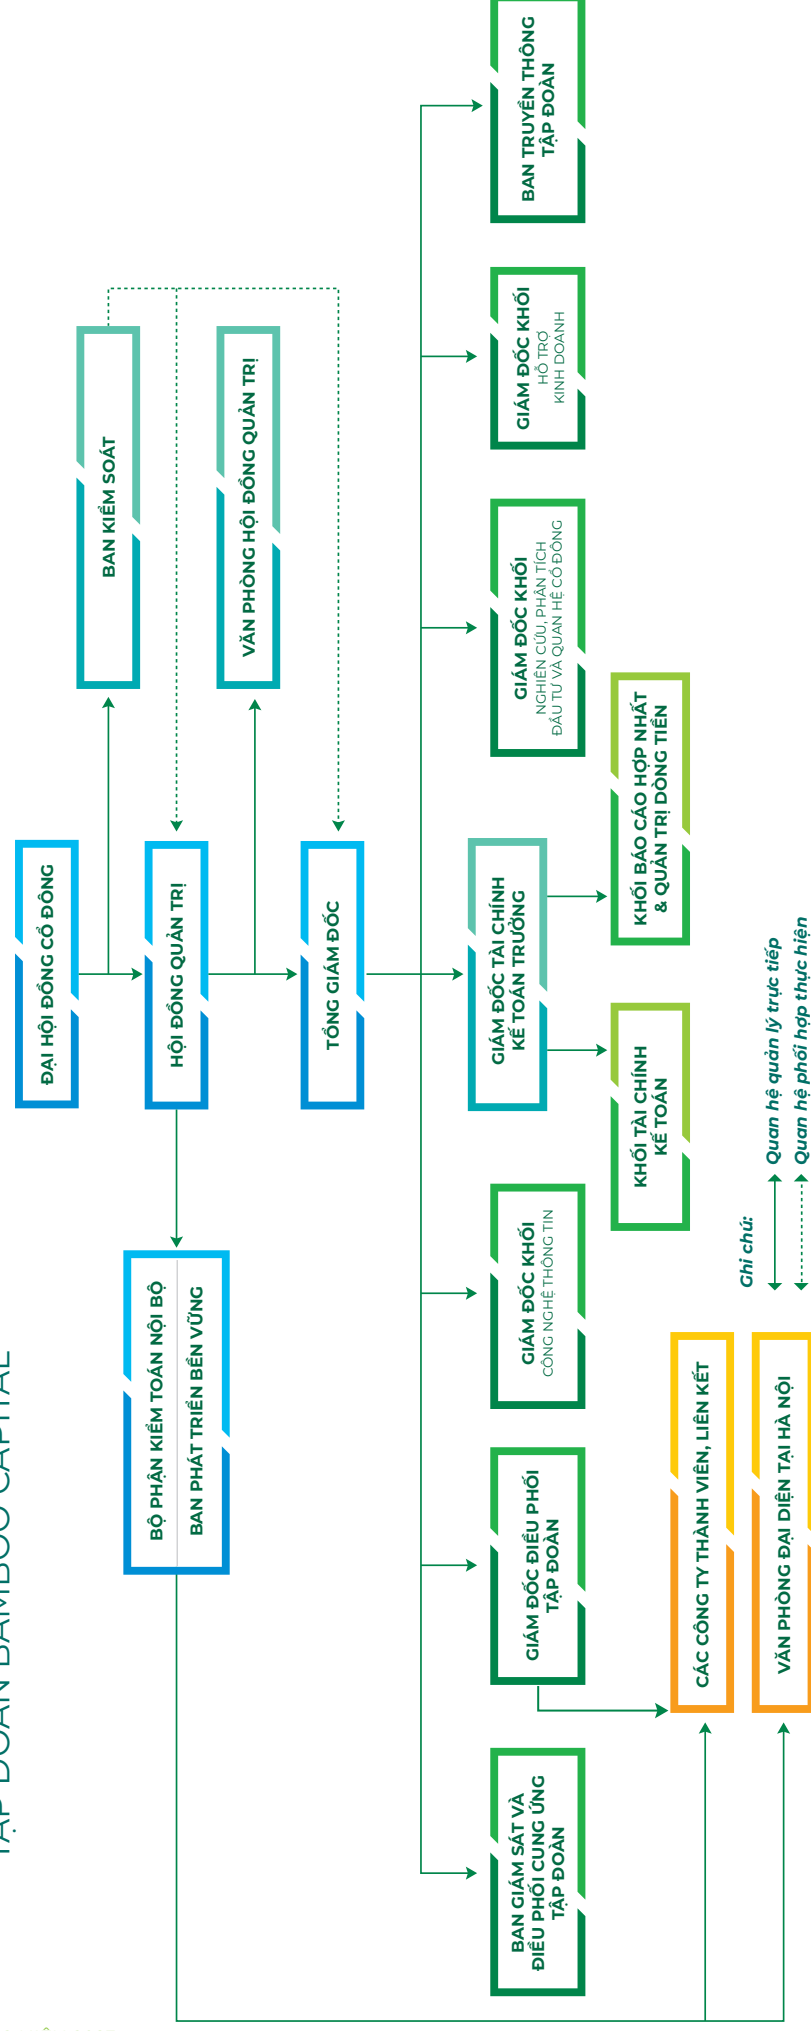 TẬP ĐOÀN BAMBOO CAPITAL
ĐẠI HỘI ĐỒNG CỔ ĐÔNG
BAN KIỂM SOÁT
HỘI ĐỒNG QUẢN TRỊ
BỘ PHẬN KIỂM TOÁN NỘI BỘ
BAN PHÁT TRIỂN BỀN VỮNG
VĂN PHÒNG HỘI ĐỒNG QUẢN TRỊ
TỔNG GIÁM ĐỐC
BAN GIÁM SÁT VÀ
ĐIỀU PHỐI CUNG ỨNG
TẬP ĐOÀN
GIÁM ĐỐC ĐIỀU PHỐI
TẬP ĐOÀN
GIÁM ĐỐC KHỐI
CÔNG NGHỆ THÔNG TIN
GIÁM ĐỐC TÀI CHÍNH
KẾ TOÁN TRƯỞNG
GIÁM ĐỐC KHỐI
NGHIÊN CỨU, PHÂN TÍCH
ĐẦU TƯ VÀ QUAN HỆ CỔ ĐÔNG
GIÁM ĐỐC KHỐI
HỖ TRỢ
KINH DOANH
BAN TRUYỀN THÔNG
TẬP ĐOÀN
KHỐI TÀI CHÍNH
KẾ TOÁN
KHỐI BÁO CÁO HỢP NHẤT
& QUẢN TRỊ DÒNG TIỀN
CÁC CÔNG TY THÀNH VIÊN, LIÊN KẾT
VĂN PHÒNG ĐẠI DIỆN TẠI HÀ NỘI
Ghi chú:
Quan hệ quản lý trực tiếp
Quan hệ phối hợp thực hiện